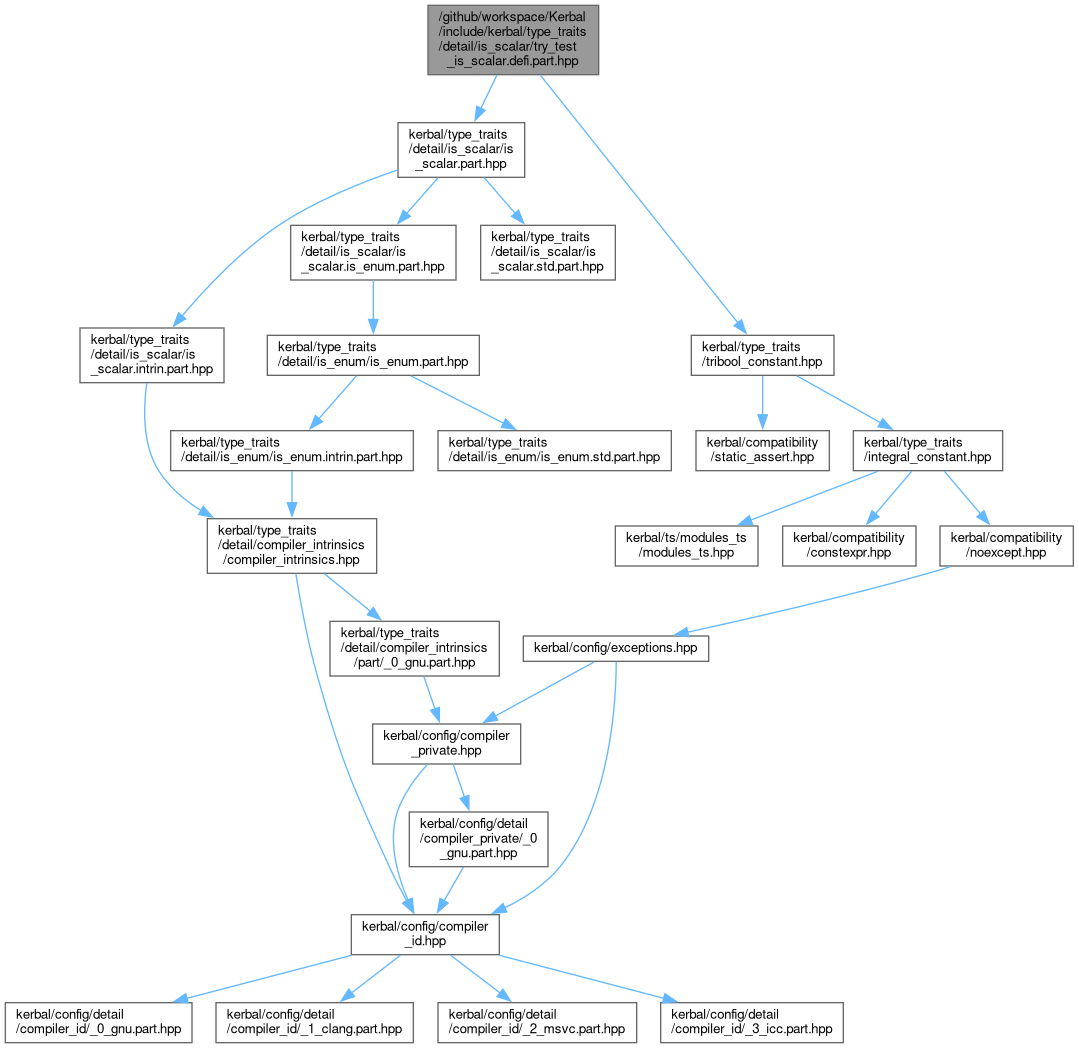 /github/workspace/Kerbal
/include/kerbal/type_traits
/detail/is_scalar/try_test
_is_scalar.defi.part.hpp
kerbal/type_traits
/detail/is_scalar/is
_scalar.part.hpp
kerbal/type_traits
/detail/is_scalar/is
_scalar.is_enum.part.hpp
kerbal/type_traits
/detail/is_scalar/is
_scalar.std.part.hpp
kerbal/type_traits
/detail/is_scalar/is
_scalar.intrin.part.hpp
kerbal/type_traits
/detail/is_enum/is_enum.part.hpp
kerbal/type_traits
/tribool_constant.hpp
kerbal/type_traits
/detail/is_enum/is_enum.intrin.part.hpp
kerbal/type_traits
/detail/is_enum/is_enum.std.part.hpp
kerbal/compatibility
/static_assert.hpp
kerbal/type_traits
/integral_constant.hpp
kerbal/type_traits
/detail/compiler_intrinsics
/compiler_intrinsics.hpp
kerbal/ts/modules_ts
/modules_ts.hpp
kerbal/compatibility
/constexpr.hpp
kerbal/compatibility
/noexcept.hpp
kerbal/type_traits
/detail/compiler_intrinsics
/part/_0_gnu.part.hpp
kerbal/config/exceptions.hpp
kerbal/config/compiler
_private.hpp
kerbal/config/detail
/compiler_private/_0
_gnu.part.hpp
kerbal/config/compiler
_id.hpp
kerbal/config/detail
/compiler_id/_0_gnu.part.hpp
kerbal/config/detail
/compiler_id/_1_clang.part.hpp
kerbal/config/detail
/compiler_id/_2_msvc.part.hpp
kerbal/config/detail
/compiler_id/_3_icc.part.hpp